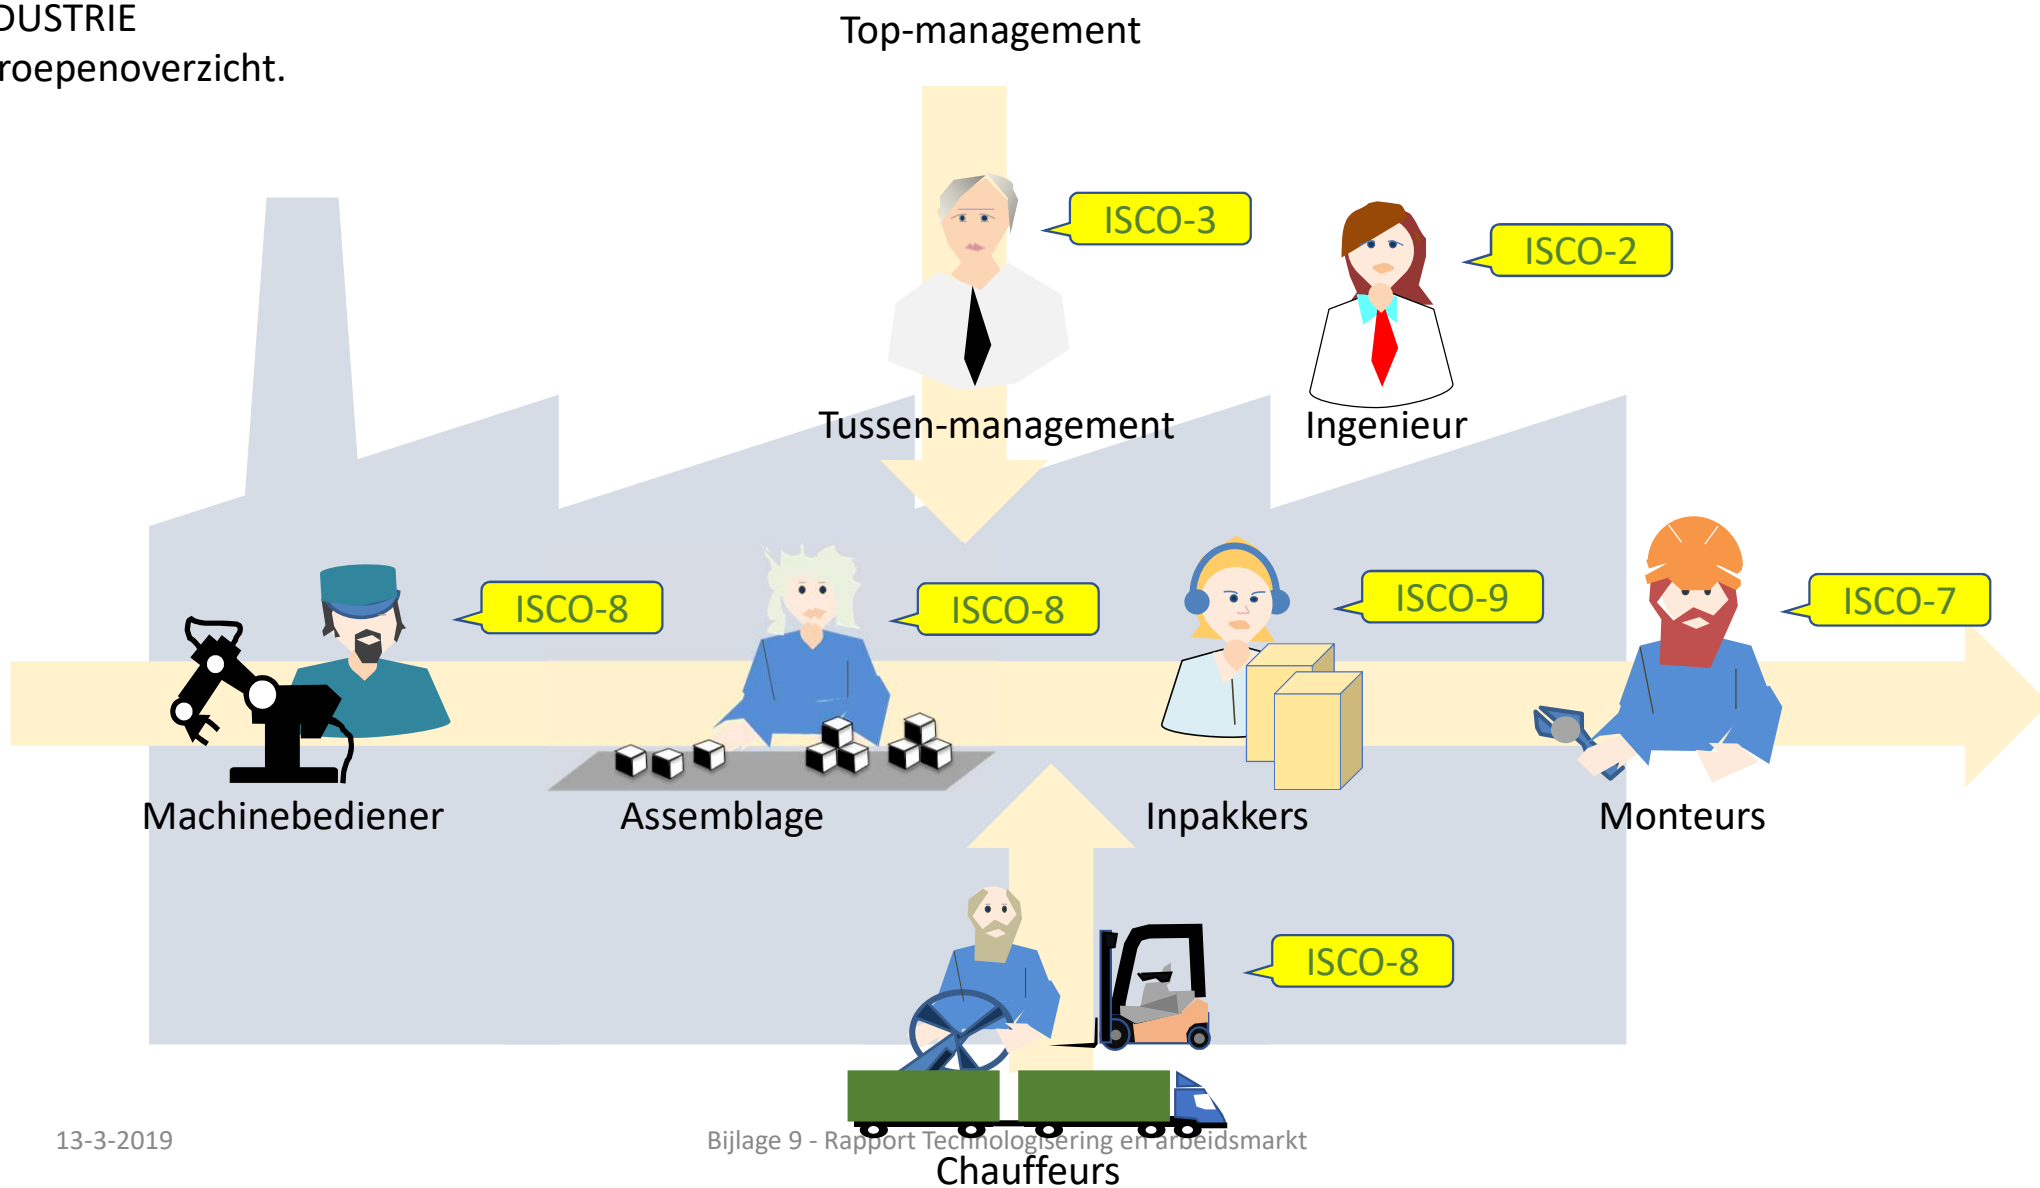 DUSTRIE
roepenoverzicht.
Top-management
ISCO-3
ISCO-2
Tussen-management
Ingenieur
ISCO-8
ISCO-8
ISCO-9
ISCO-7
Machinebediener
Assemblage
Inpakkers
Monteurs
ISCO-8
13-3-2019
Bijlage 9 - Rapport Technologisering en arbeidsmarkt
Chauffeurs